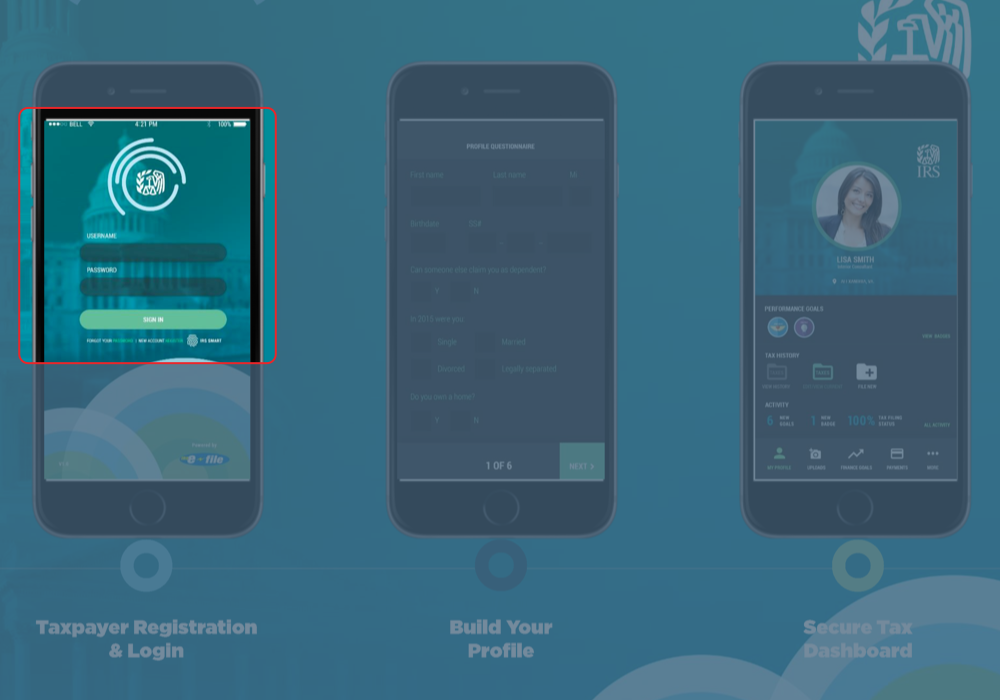 BELL 4:21 PM 100%
USERNAME
PASSWORD
SIGN IN
FORGOT YOUR PASSWORD | NEW ACCOUNT REGISTER IRS SMART
Powered by
e-file
Taxpayer Registration
& Login
PROFILE QUESTIONNAIRE
First name Last name MI
Birthdate SS#
- -
Can someone else claim you as dependent?
Y N
Single Married
Divorced Legally separated
Do you own a home?
Y N
1 OF 6 NEXT >
Build Your
Profile
IRS
LISA SMITH
PERFORMANCE GOALS
TAX HISTORY
FILE NEW
ACTIVITY
6 NEW GOALS 1 NEW BADGE 100% TAX FILING STATUS ALL ACTIVITY
MY PROFILE UPLOADS FINANCE GOALS PAYMENTS MORE
Secure Tax
Dashboard